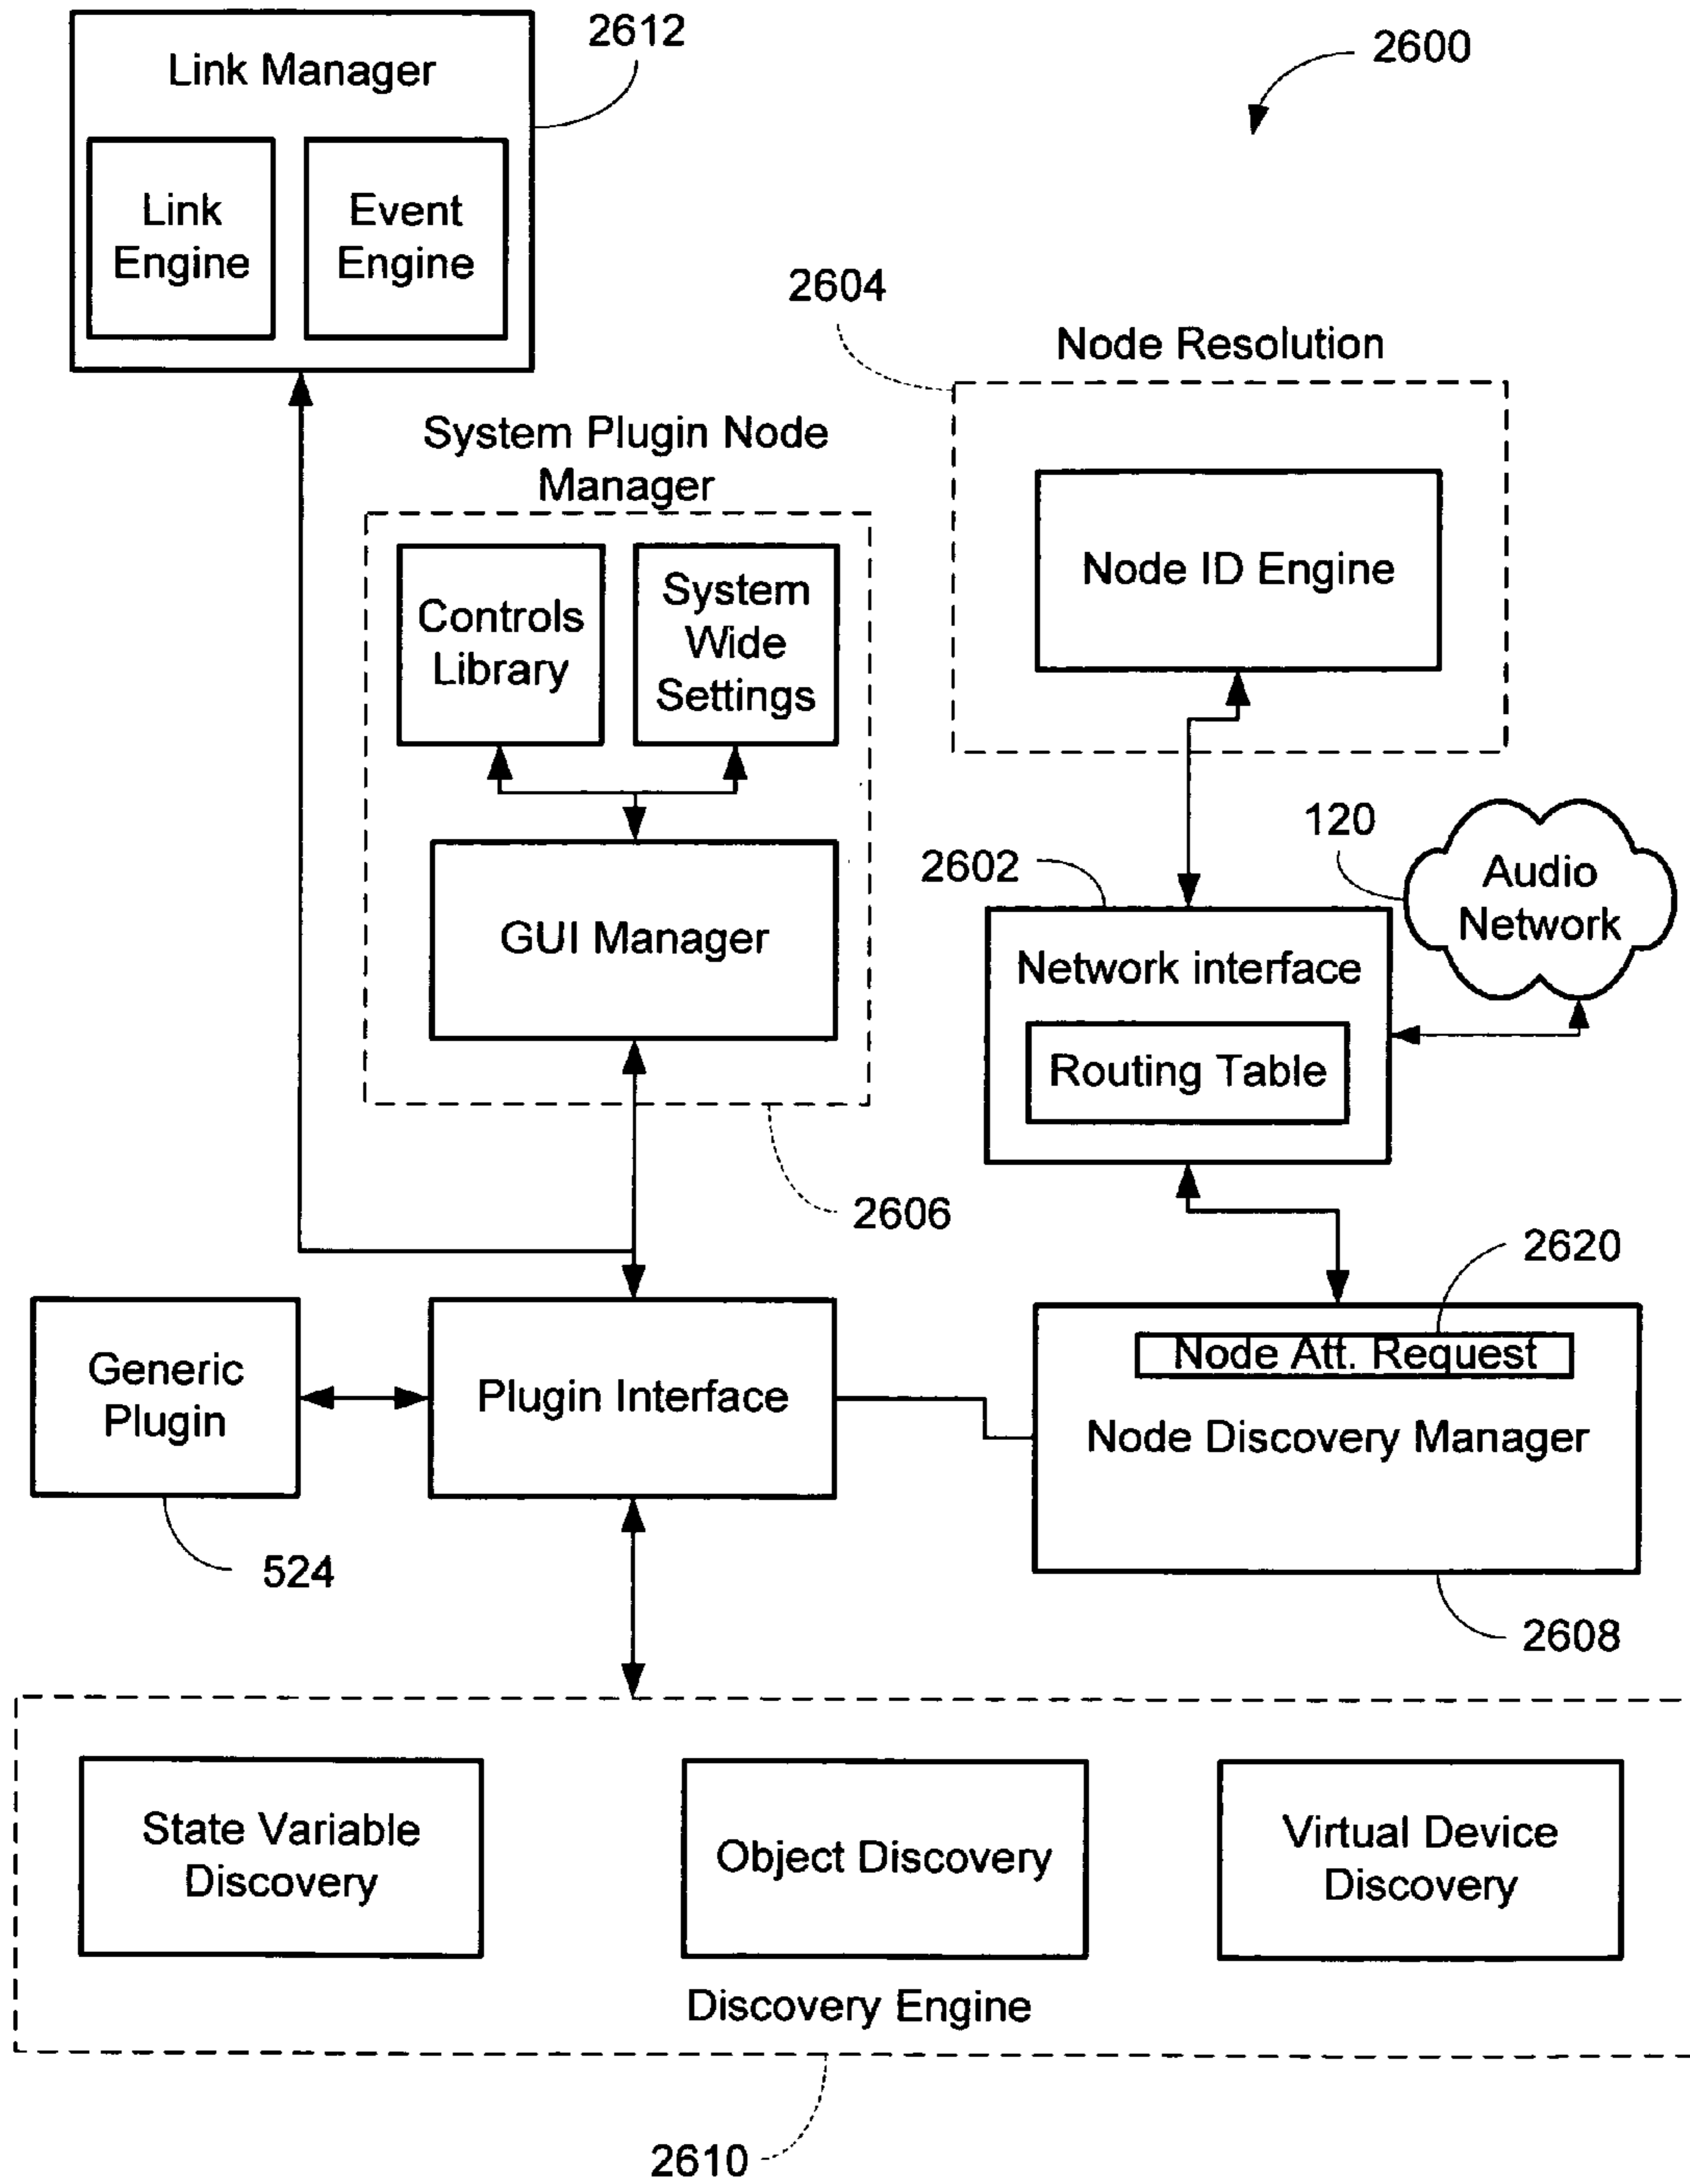 2612
Link Manager
2600
Link
Engine
Event
Engine
2604
Node Resolution
System Plugin Node
Manager
Node ID Engine
Controls
Library
System
Wide
Settings
120
Audio
Network
2602
GUI Manager
Network interface
Routing Table
2606
2620
Generic
Plugin
Plugin Interface
Node Att. Request
Node Discovery Manager
524
2608
State Variable
Discovery
Object Discovery
Virtual Device
Discovery
Discovery Engine
2610